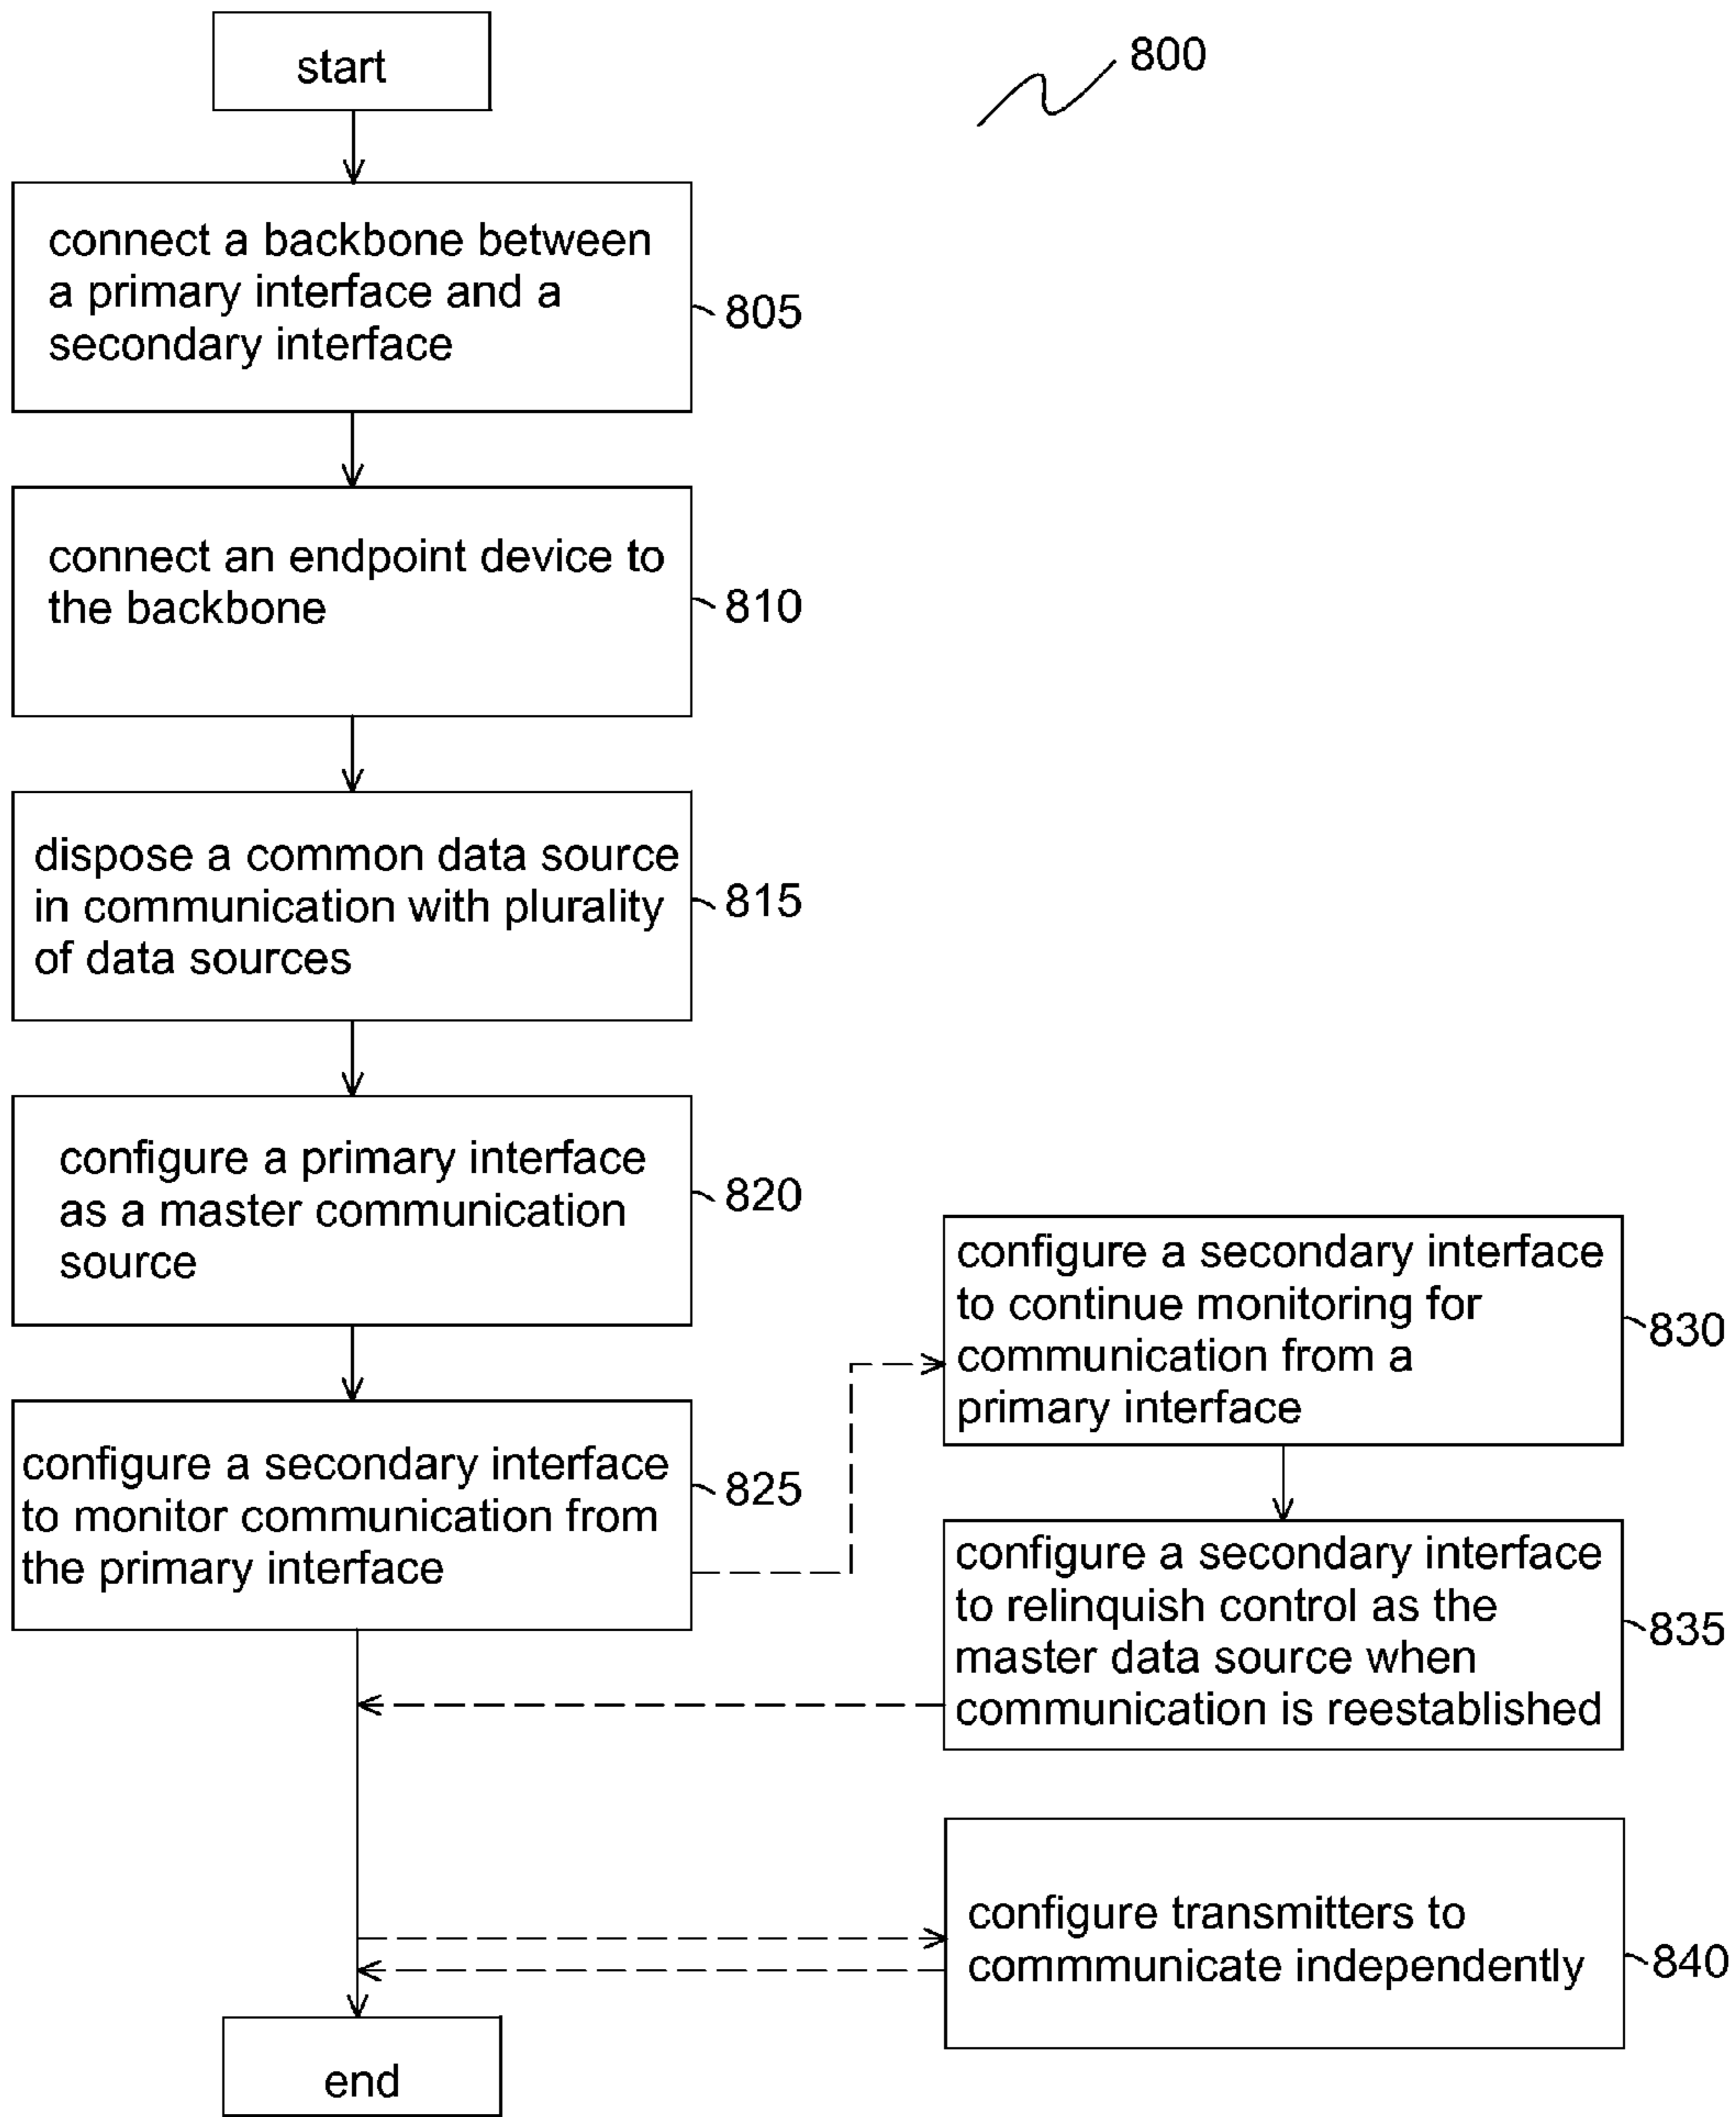 start
800
connect a backbone between
a primary interface and a
secondary interface
805
connect an endpoint device to
the backbone
810
dispose a common data source
in communication with plurality
of data sources
815
configure a primary interface
as a master communication
source
820
configure a secondary interface
to monitor communication from
the primary interface
825
configure a secondary interface
to continue monitoring for
communication from a
primary interface
830
configure a secondary interface
to relinquish control as the
master data source when
communication is reestablished
835
configure transmitters to
commmunicate independently
840
end